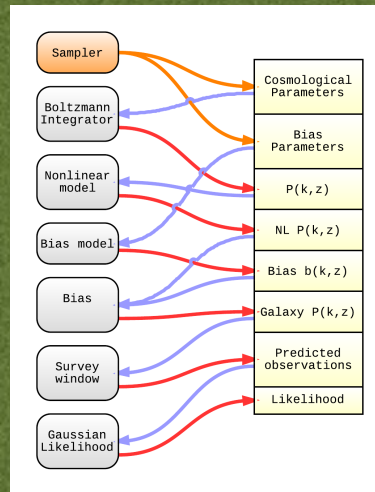 Sampler
Boltzmann
Integrator
Nonlinear
model
Bias model
Bias
Survey
window
Gaussian
Likelihood
Cosmological
Parameters
Bias
Parameters
P(k,z)
NL P(k,z)
Bias b(k,z)
Galaxy P(k,z)
Predicted
observations
Likelihood